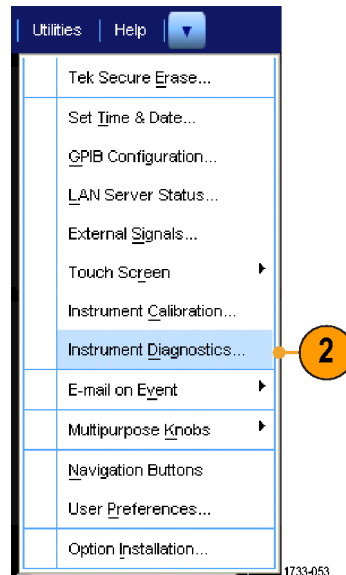 Utilities | Help
Tek Secure Erase...
Set Time & Date...
GPIB Configuration...
LAN Server Status...
External Signals...
Touch Screen
Instrument Calibration...
Instrument Diagnostics...
2
E-mail on Event
Multipurpose Knobs
Navigation Buttons
User Preferences...
Option Installation...
1733-053